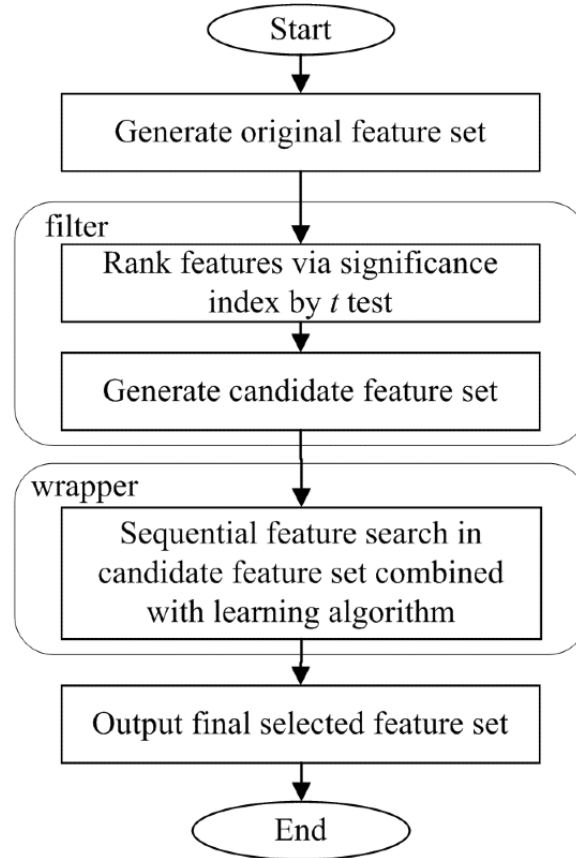 Start
Generate original feature set
filter
Rank features via significance
index by t test
Generate candidate feature set
wrapper
Sequential feature search in
candidate feature set combined
with learning algorithm
Output final selected feature set
End